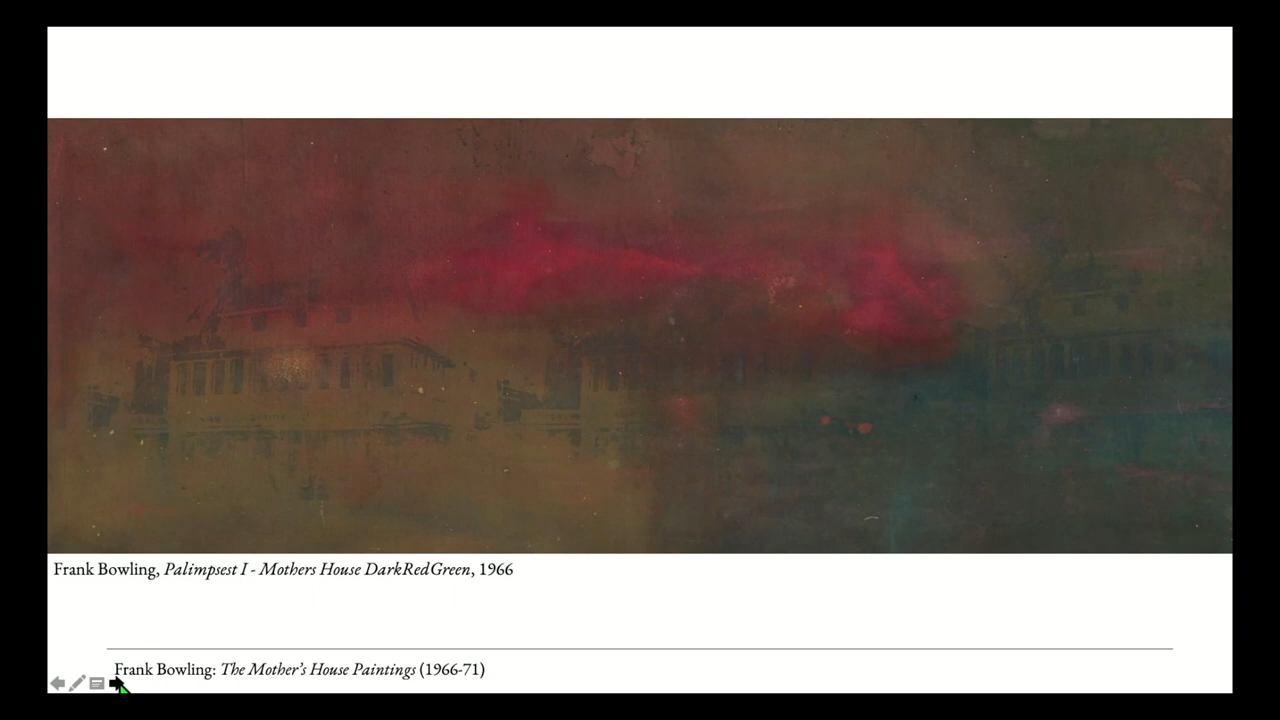 Frank Bowling, Palimpsest I - Mothers House DarkRedGreen, 1966
Frank Bowling: The Mother's House Paintings (1966-71)